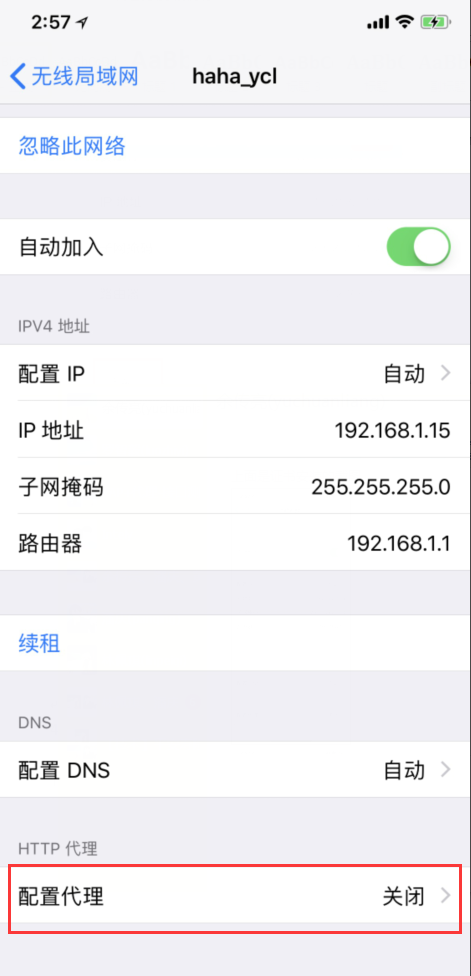 2:57
无线局域网 haha_ycl
忽略此网络
自动加入
IPV4 地址
配置 IP 自动
IP 地址 192.168.1.15
子网掩码 255.255.255.0
路由器 192.168.1.1
续租
DNS
配置 DNS 自动
HTTP 代理
配置代理 关闭